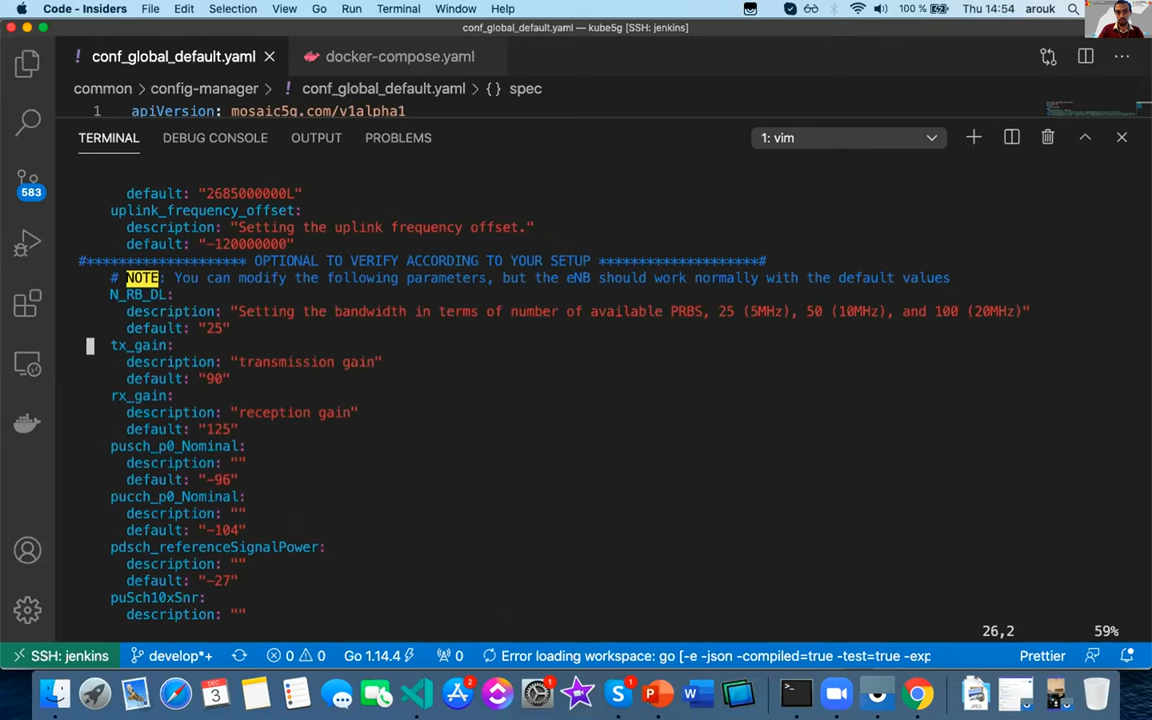 Code - Insiders File Edit Selection View Go Run Terminal Window Help 100 % Thu 14:54 arouk
conf_global_default.yaml — kube5g [SSH: jenkins]
! conf_global_default.yaml docker-compose.yaml
common > config-manager > ! conf_global_default.yaml > {} spec
1 apiVersion: mosaic5g.com/v1alpha1
TERMINAL DEBUG CONSOLE OUTPUT PROBLEMS 1: vim
default: "2685000000L"
uplink_frequency_offset:
description: "Setting the uplink frequency offset."
583
default: "-120000000"
#******************** OPTIONAL TO VERIFY ACCORDING TO YOUR SETUP ********************#
# NOTE: You can modify the following parameters, but the eNB should work normally with the default values
N_RB_DL:
description: "Setting the bandwidth in terms of number of available PRBS, 25 (5MHz), 50 (10MHz), and 100 (20MHz)"
default: "25"
tx_gain:
description: "transmission gain"
default: "90"
rx_gain:
description: "reception gain"
default: "125"
pusch_p0_Nominal:
description: ""
default: "-96"
pucch_p0_Nominal:
description: ""
default: "-104"
pdsch_referenceSignalPower:
description: ""
default: "-27"
puSch10xSnr:
description: ""
26,2 59%
SSH: jenkins develop*+ 0 0 Go 1.14.4 0 Error loading workspace: go [-e -json -compiled=true -test=true -exp Prettier
DEC
3
2
1
1